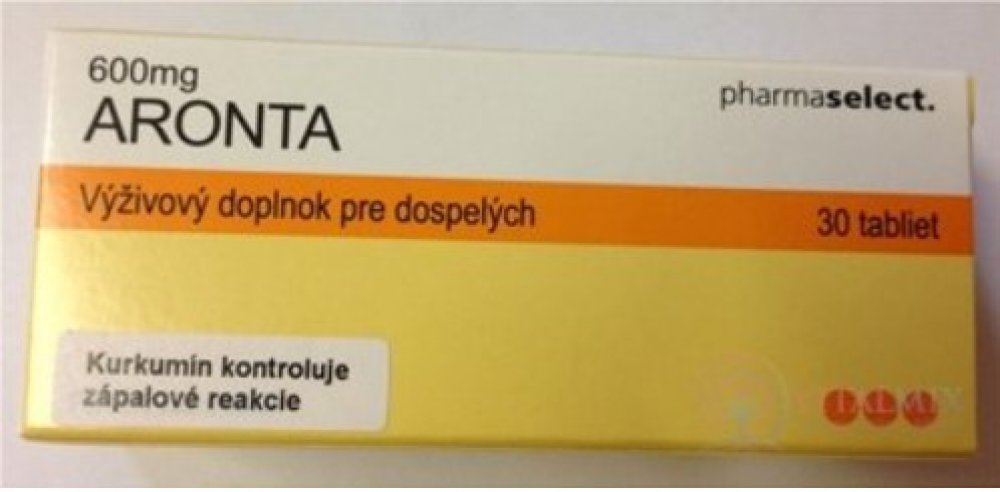 600mg
ARONTA
pharmaselect.
Výživový doplnok pre dospelých
30 tabliet
Kurkumín kontroluje
zápalové reakcie